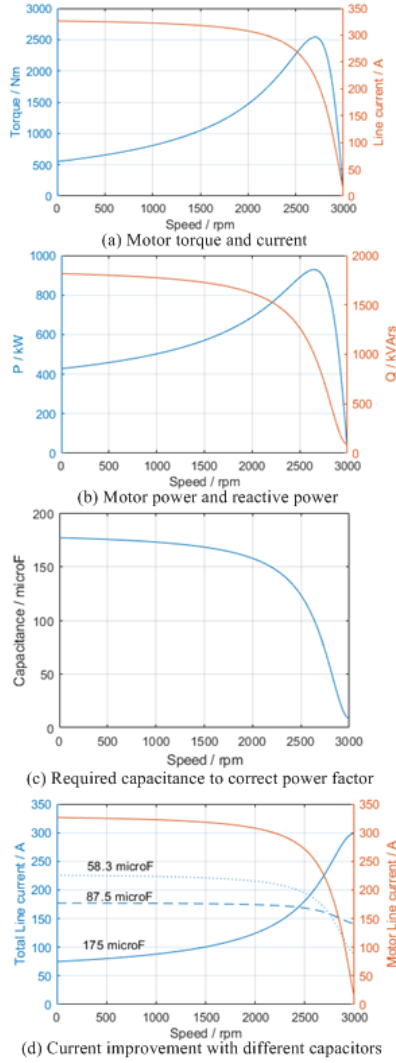 3000
2500
2000
1500
1000
500
0
Torque / Nm
350
300
250
200
150
100
50
0
Line current / A
0 500 1000 1500 2000 2500 3000
Speed / rpm
(a) Motor torque and current
1000
800
600
400
200
0
P / kW
2000
1500
1000
500
0
Q / kVArs
0 500 1000 1500 2000 2500 3000
Speed / rpm
(b) Motor power and reactive power
200
150
100
50
0
Capacitance / microF
0 500 1000 1500 2000 2500 3000
Speed / rpm
(c) Required capacitance to correct power factor
350
300
250
200
150
100
50
0
Total Line current / A
58.3 microF
87.5 microF
175 microF
350
300
250
200
150
100
50
0
Motor Line current / A
0 500 1000 1500 2000 2500 3000
Speed / rpm
(d) Current improvement with different capacitors